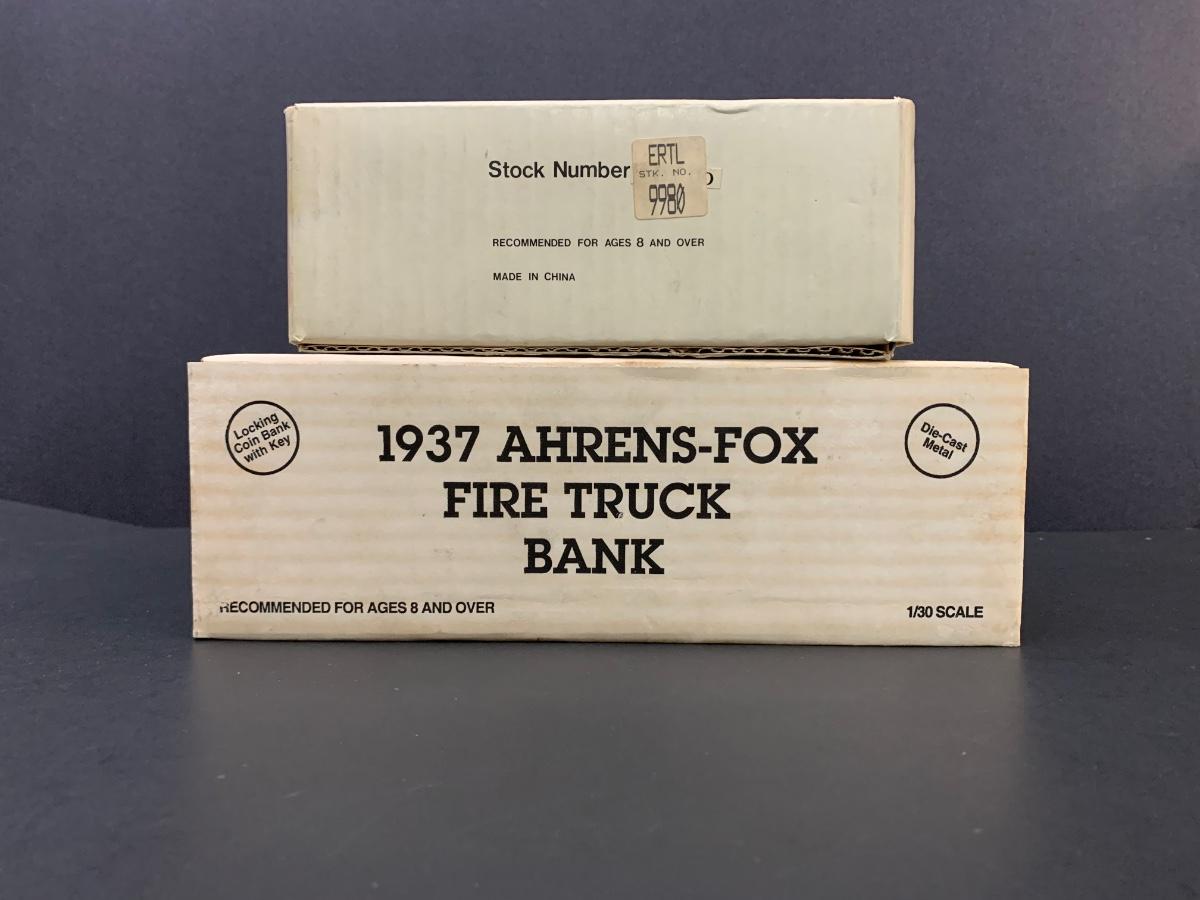 Stock Number
ERTL
STK. NO.
9980
RECOMMENDED FOR AGES 8 AND OVER
MADE IN CHINA
Locking
Coin Bank
with Key
1937 AHRENS-FOX
FIRE TRUCK
BANK
Die-Cast
Metal
RECOMMENDED FOR AGES 8 AND OVER
1/30 SCALE